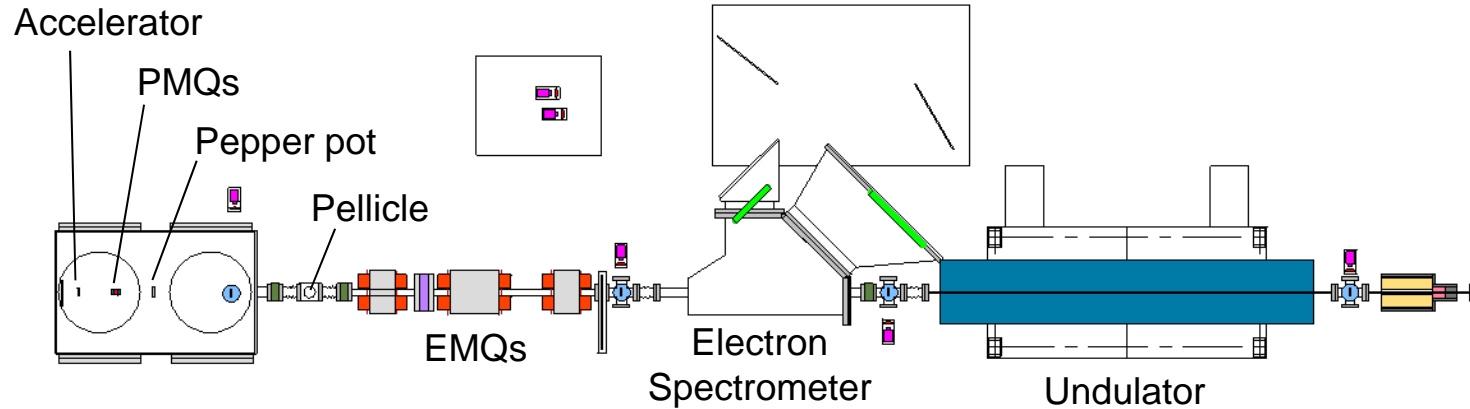 Accelerator
PMQs
Pepper pot
Pellicle
EMQs
Electron
Spectrometer
Undulator